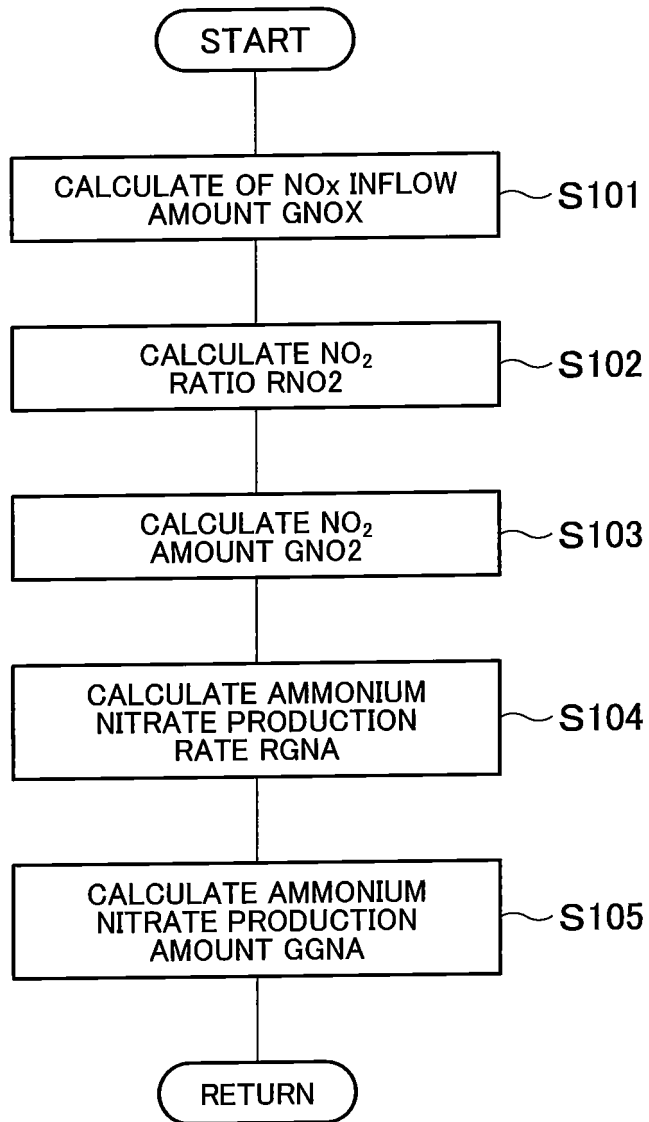 START
CALCULATE OF NOx INFLOW
AMOUNT GNOX
S101
CALCULATE NO₂
RATIO RNO2
S102
CALCULATE NO₂
AMOUNT GNO2
S103
CALCULATE AMMONIUM
NITRATE PRODUCTION
RATE RGNA
S104
CALCULATE AMMONIUM
NITRATE PRODUCTION
AMOUNT GGNA
S105
RETURN